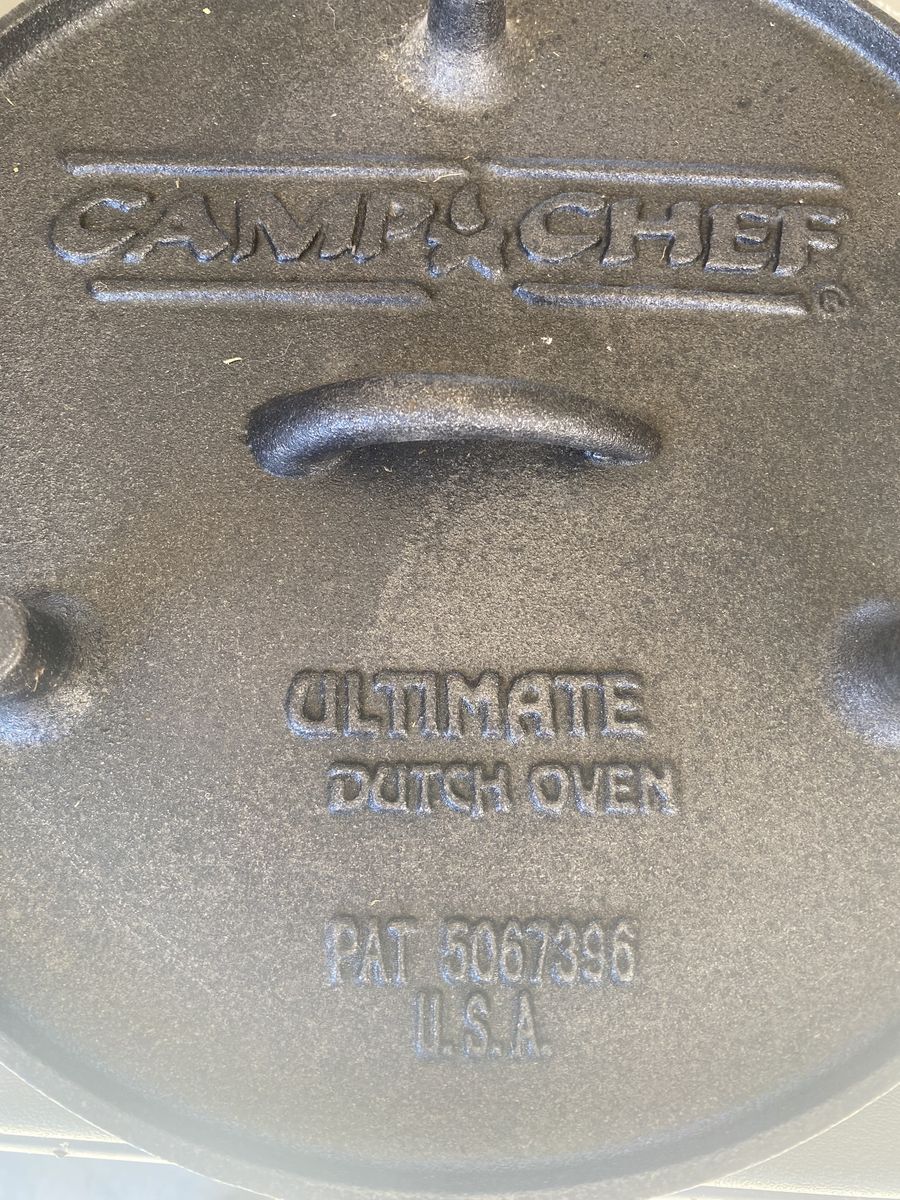 CAMP CHEF
®
ULTIMATE
DUTCH OVEN
PAT 5067396
U.S.A.